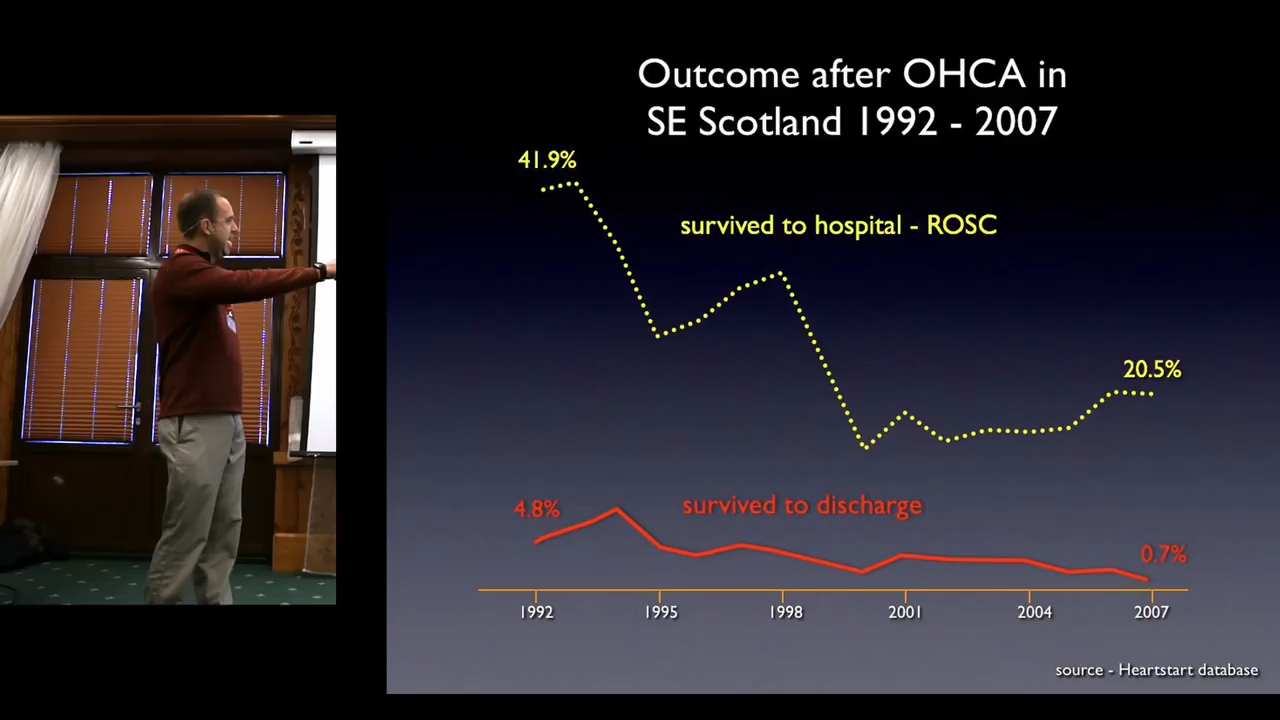 Outcome after OHCA in
SE Scotland 1992 - 2007
41.9%
survived to hospital - ROSC
20.5%
4.8%
survived to discharge
0.7%
1992 1995 1998 2001 2004 2007
source - Heartstart database